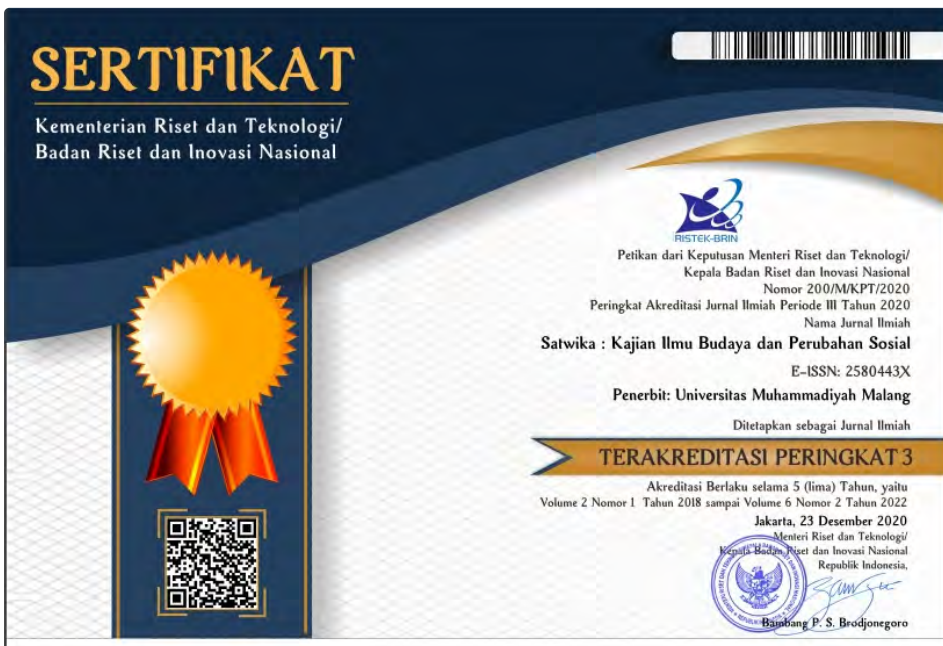 SERTIFIKAT
Kementerian Riset dan Teknologi/
Badan Riset dan Inovasi Nasional
RISTEK-BRIN
Petikan dari Keputusan Menteri Riset dan Teknologi/
Kepala Badan Riset dan Inovasi Nasional
Nomor 200/M/KPT/2020
Peringkat Akreditasi Jurnal Ilmiah Periode III Tahun 2020
Nama Jurnal Ilmiah
Satwika : Kajian Ilmu Budaya dan Perubahan Sosial
E-ISSN: 2580443X
Penerbit: Universitas Muhammadiyah Malang
Ditetapkan sebagai Jurnal Ilmiah
TERAKREDITASI PERINGKAT 3
Akreditasi Berlaku selama 5 (lima) Tahun, yaitu
Volume 2 Nomor 1 Tahun 2018 sampai Volume 6 Nomor 2 Tahun 2022
Jakarta, 23 Desember 2020
Menteri Riset dan Teknologi/
Kepala Badan Riset dan Inovasi Nasional
Republik Indonesia,
Bambang P. S. Brodjonegoro